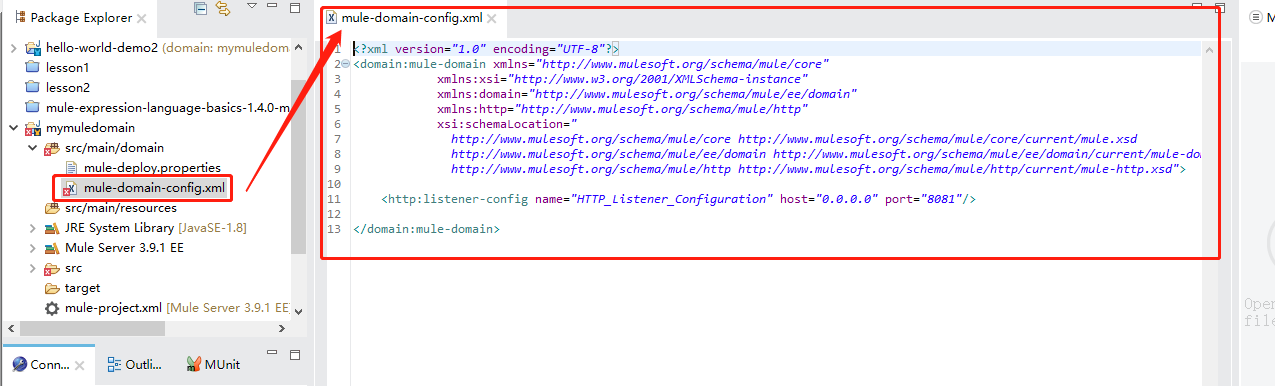 Package Explorer
hello-world-demo2 (domain: mymuledoma
lesson1
lesson2
mule-expression-language-basics-1.4.0-m
mymuledomain
src/main/domain
mule-deploy.properties
mule-domain-config.xml
src/main/resources
JRE System Library [JavaSE-1.8]
Mule Server 3.9.1 EE
src
target
mule-project.xml [Mule Server 3.9.1 EE]
Conn...
Outli...
MUnit
mule-domain-config.xml
1 <?xml version="1.0" encoding="UTF-8"?>
2 <domain:mule-domain xmlns="http://www.mulesoft.org/schema/mule/core"
3 xmlns:xsi="http://www.w3.org/2001/XMLSchema-instance"
4 xmlns:domain="http://www.mulesoft.org/schema/mule/ee/domain"
5 xmlns:http="http://www.mulesoft.org/schema/mule/http"
6 xsi:schemaLocation="
7 http://www.mulesoft.org/schema/mule/core http://www.mulesoft.org/schema/mule/core/current/mule.xsd
8 http://www.mulesoft.org/schema/mule/ee/domain http://www.mulesoft.org/schema/mule/ee/domain/current/mule-do
9 http://www.mulesoft.org/schema/mule/http http://www.mulesoft.org/schema/mule/http/current/mule-http.xsd">
10
11 <http:listener-config name="HTTP_Listener_Configuration" host="0.0.0.0" port="8081"/>
12
13 </domain:mule-domain>
M
Oper
file